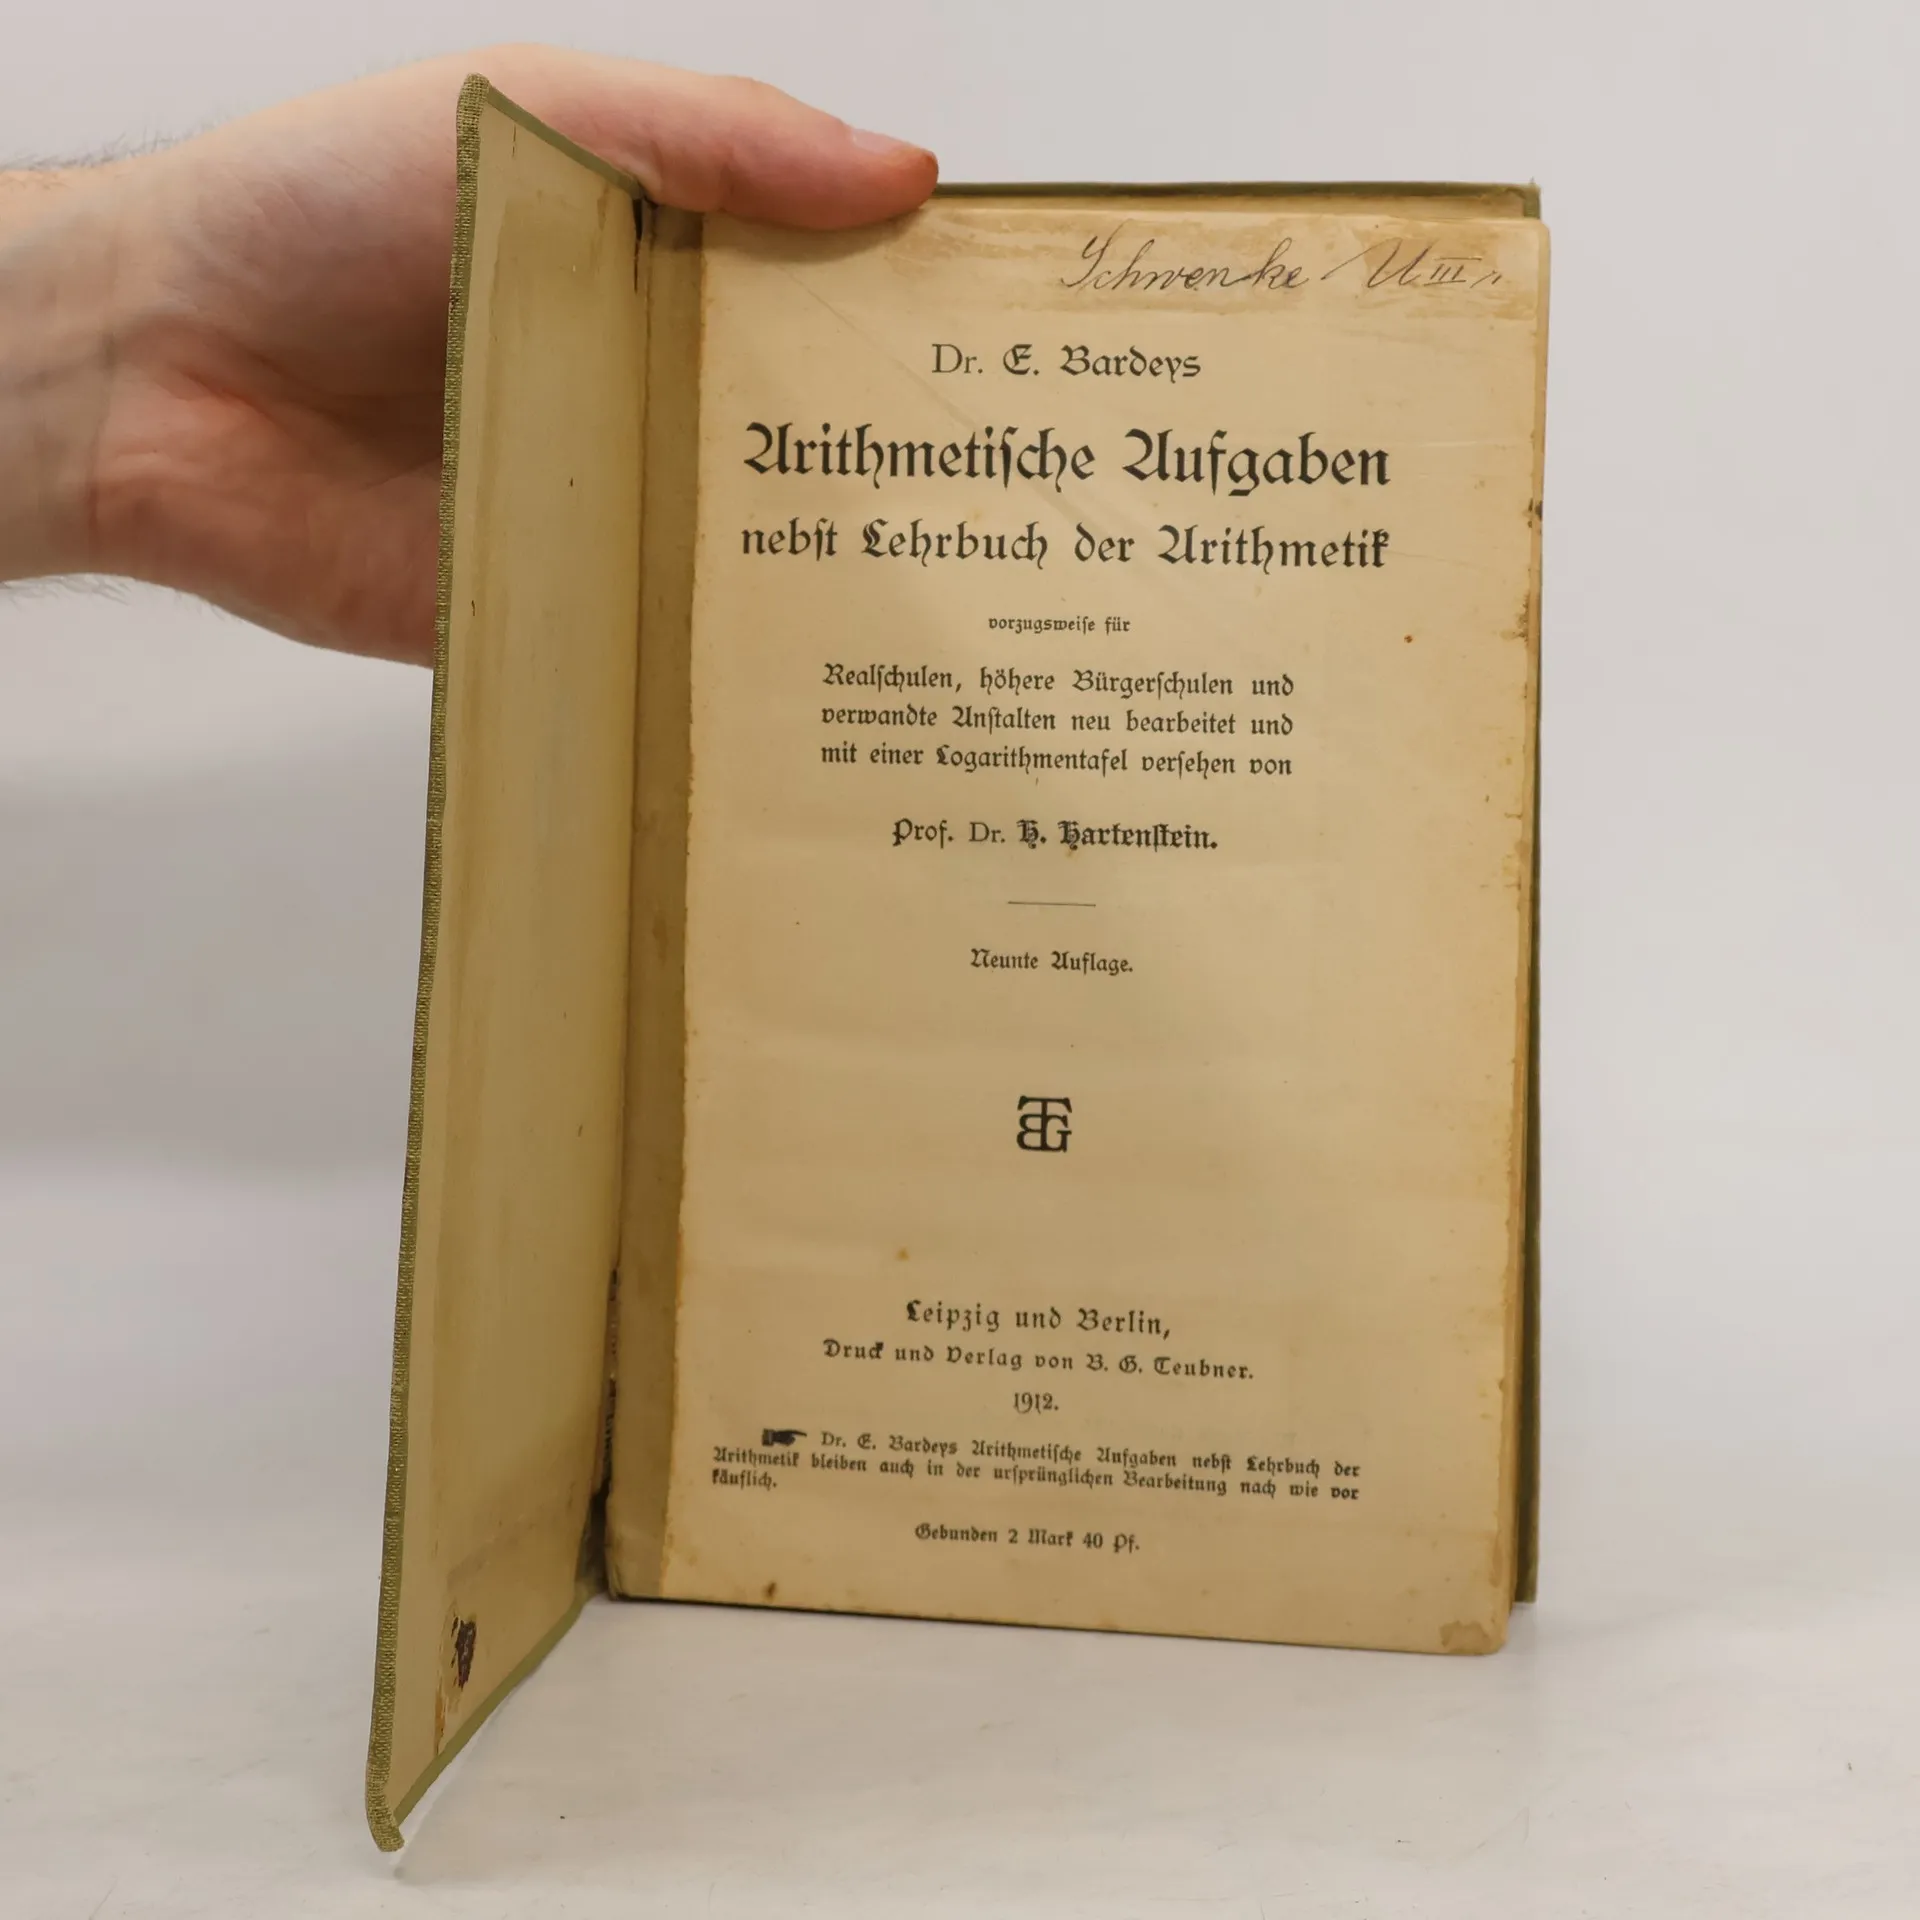 Schwenke U III
Dr. E. Bardeys
Arithmetiſche Aufgaben
nebſt Lehrbuch der Arithmetik
vorzugsweiſe für
Realſchulen, höhere Bürgerſchulen und
verwandte Anſtalten neu bearbeitet und
mit einer Logarithmentafel verſehen von
Prof. Dr. H. Hartenſtein.
Neunte Auflage.
BTG
Leipzig und Berlin,
Druck und Verlag von B. G. Teubner.
1912.
Dr. E. Bardeys Arithmetiſche Aufgaben nebſt Lehrbuch der
Arithmetik bleiben auch in der urſprünglichen Bearbeitung nach wie vor
käuflich.
Gebunden 2 Mark 40 Pf.